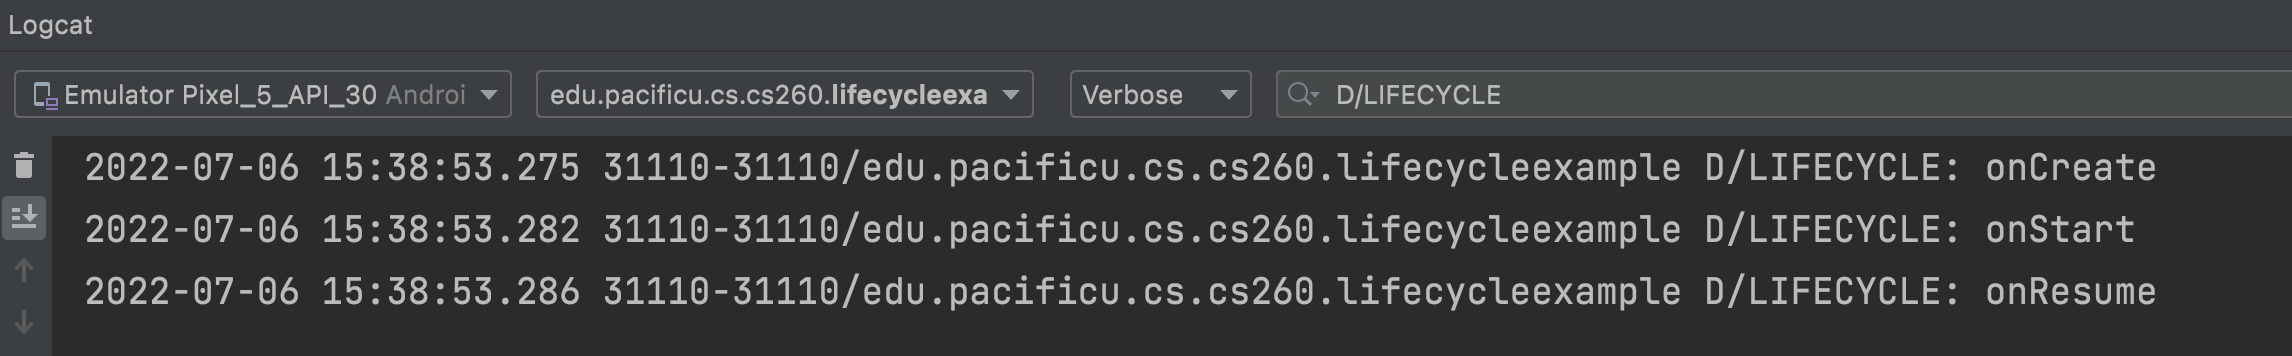 Logcat
Emulator Pixel_5_API_30 Androi edu.pacificu.cs.cs260.lifecycleexa Verbose D/LIFECYCLE
2022-07-06 15:38:53.275 31110-31110/edu.pacificu.cs.cs260.lifecycleexample D/LIFECYCLE: onCreate
2022-07-06 15:38:53.282 31110-31110/edu.pacificu.cs.cs260.lifecycleexample D/LIFECYCLE: onStart
2022-07-06 15:38:53.286 31110-31110/edu.pacificu.cs.cs260.lifecycleexample D/LIFECYCLE: onResume